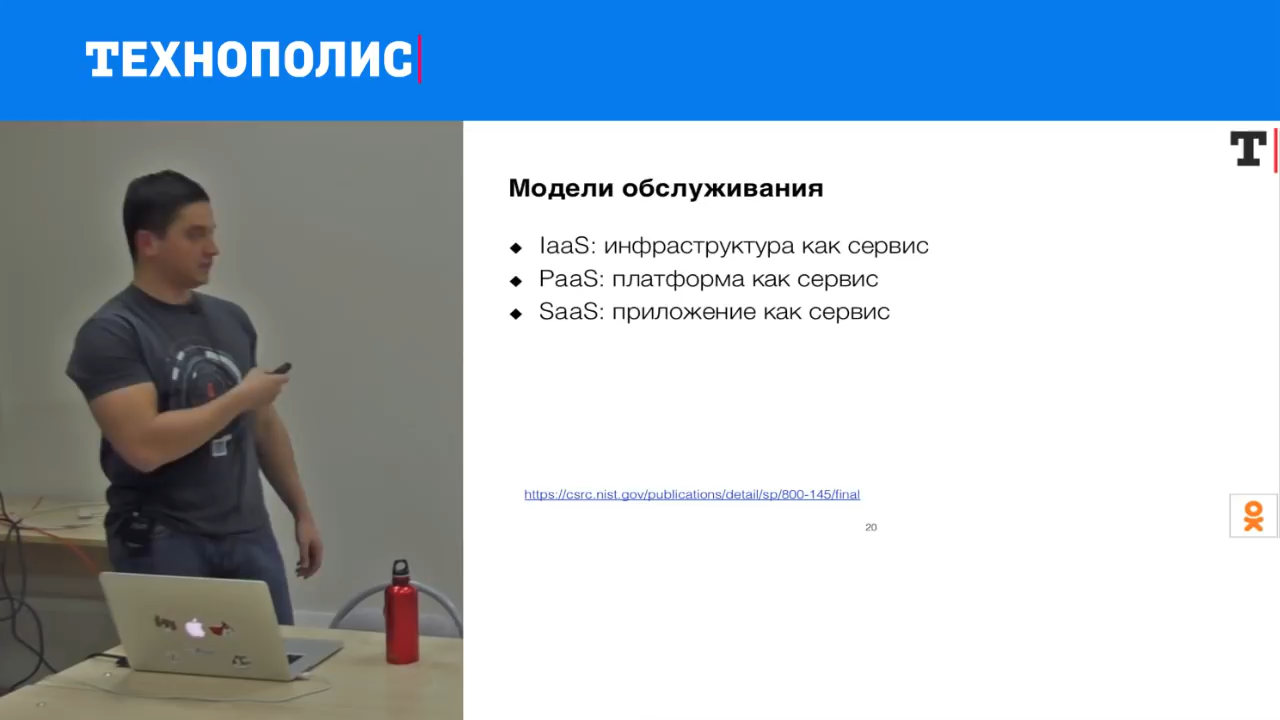 ТЕХНОПОЛИС
T
Модели обслуживания
IaaS: инфраструктура как сервис
PaaS: платформа как сервис
SaaS: приложение как сервис
https://csrc.nist.gov/publications/detail/sp/800-145/final
20